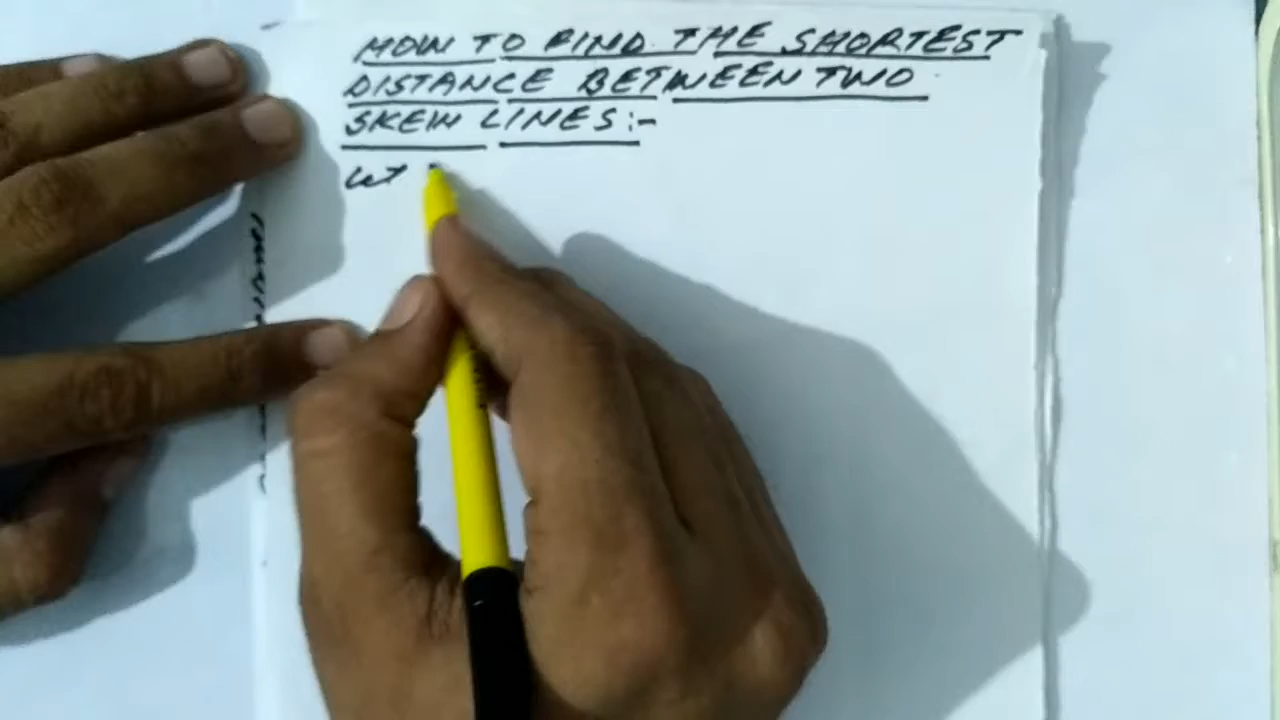 HOW TO FIND THE SHORTEST
DISTANCE BETWEEN TWO
SKEW LINES:-
Let